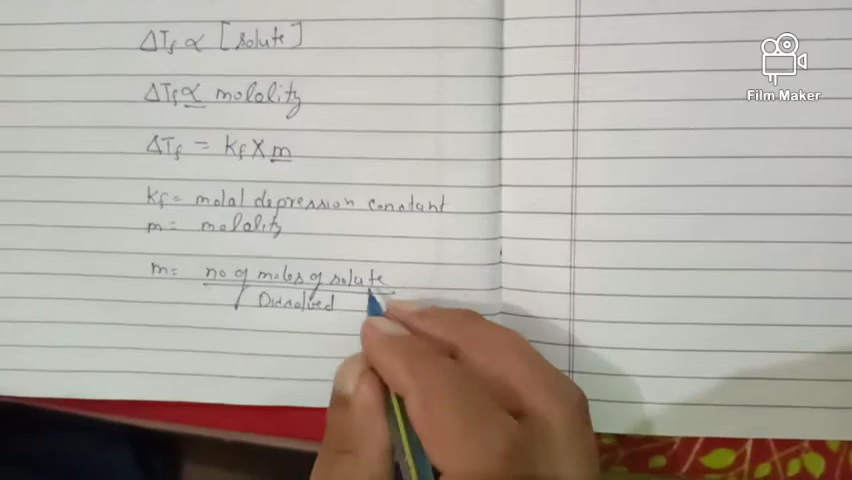 ΔTf ∝ [solute]
ΔTf ∝ molality
ΔTf = Kf X m
Kf = molal depression constant
m = molality
m = no of moles of solute
Dissolved
Film Maker